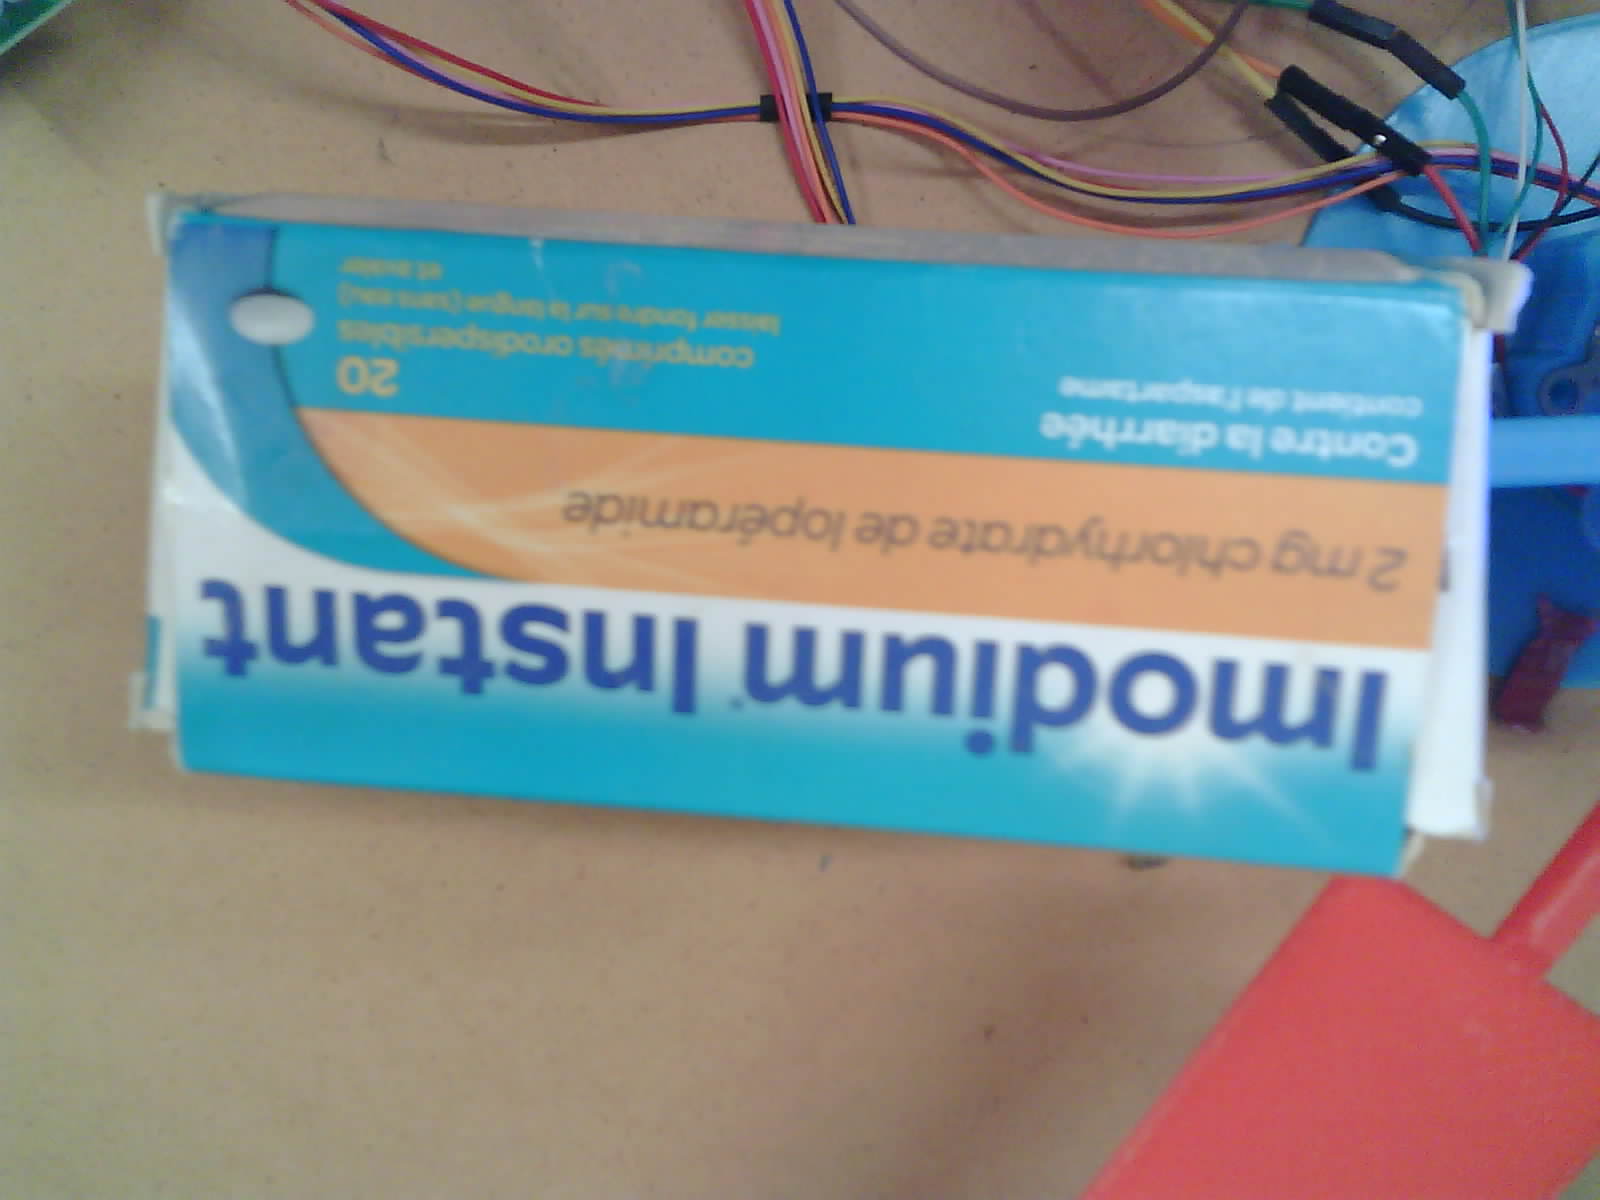 Imodium Instant
2 mg chlorhydrate de lopéramide
Contre la diarrhée
contient de l'aspartame
20
comprimés orodispersibles
laisser fondre sur la langue (sans eau)
et avaler